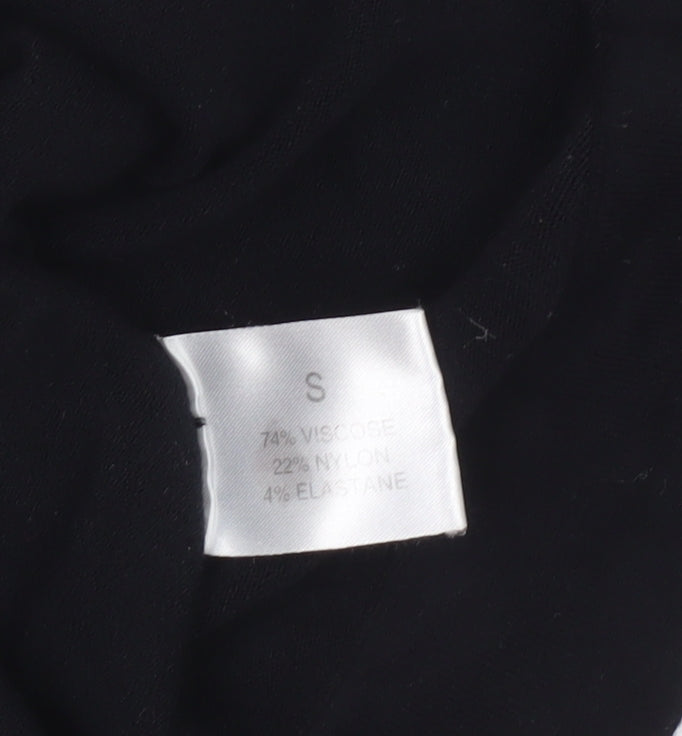 S
74% VISCOSE
22% NYLON
4% ELASTANE